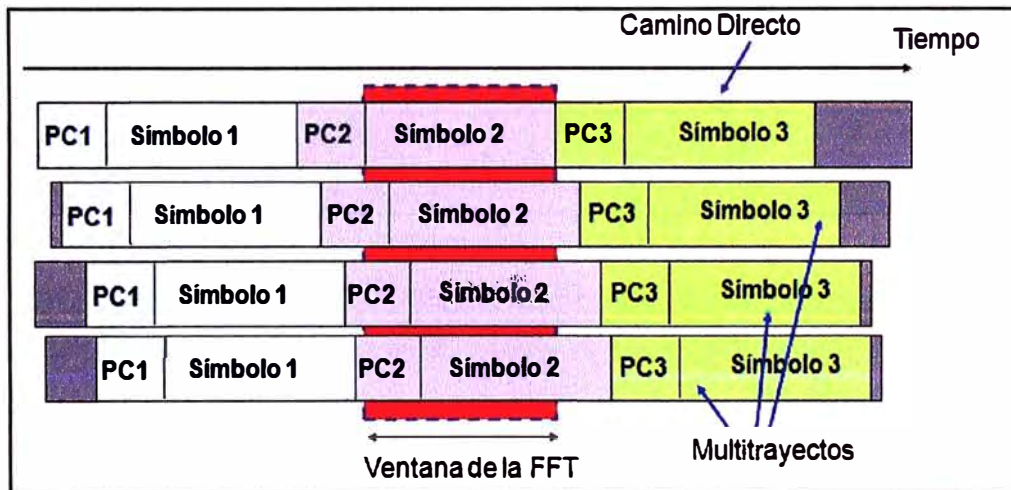 Camino Directo
Tiempo
PC1 Símbolo 1 PC2 Símbolo 2 PC3 Símbolo 3
PC1 Símbolo 1 PC2 Símbolo 2 PC3 Símbolo 3
PC1 Símbolo 1 PC2 Símbolo 2 PC3 Símbolo 3
PC1 Símbolo 1 PC2 Símbolo 2 PC3 Símbolo 3
Ventana de la FFT
Multitrayectos